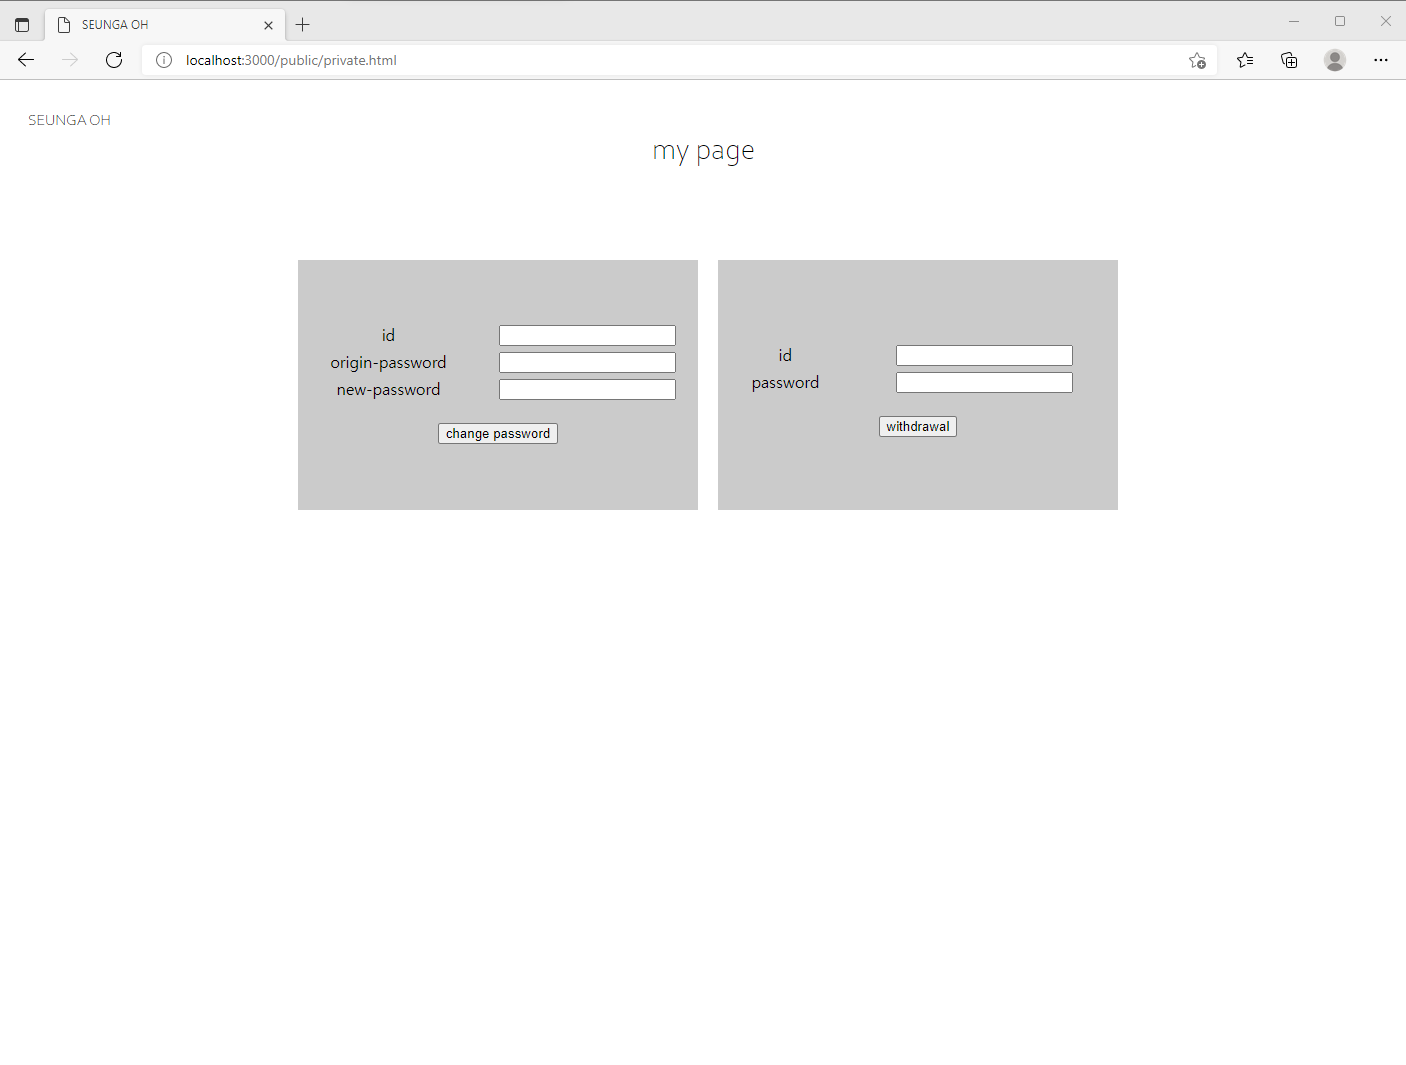 SEUNGA OH
localhost:3000/public/private.html
SEUNGA OH
my page
id
origin-password
new-password
change password
id
password
withdrawal